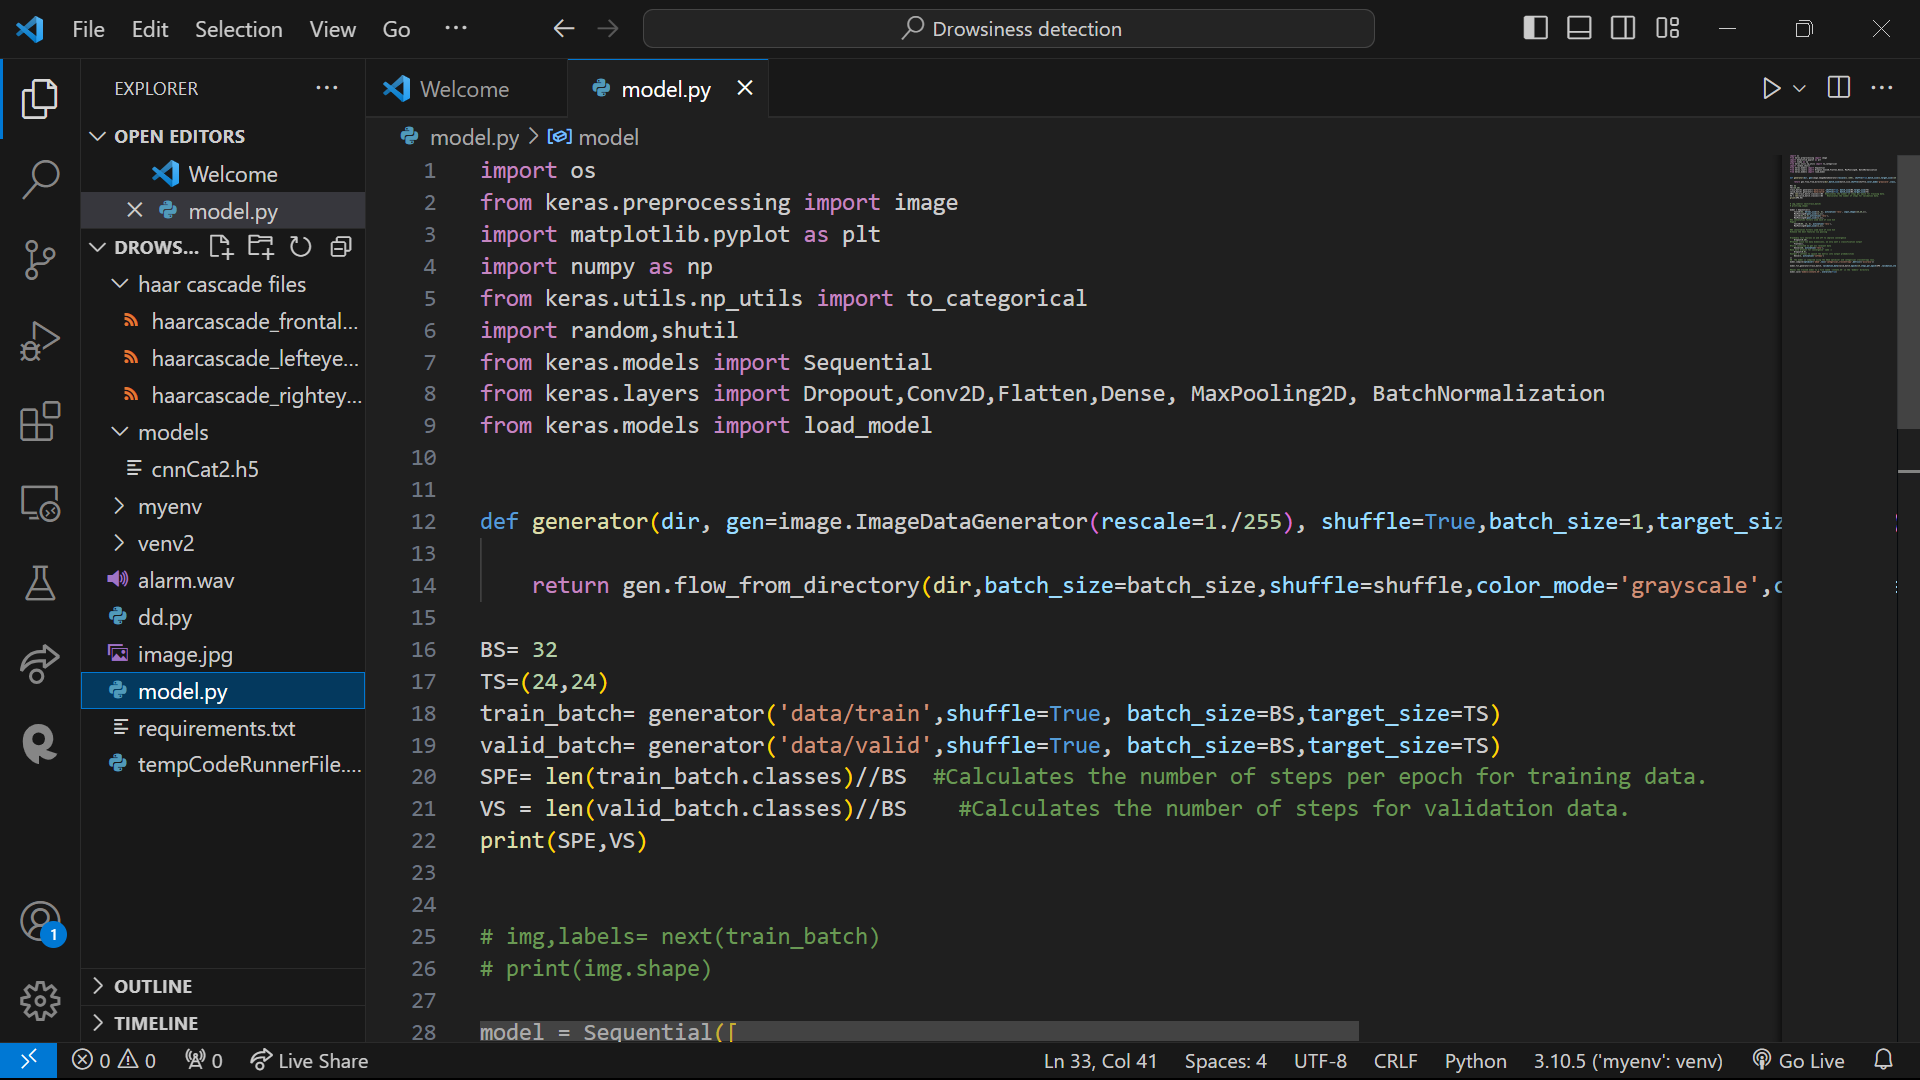 File Edit Selection View Go ··· Drowsiness detection
EXPLORER ···
OPEN EDITORS
Welcome
model.py
DROWS...
haar cascade files
haarcascade_frontal...
haarcascade_lefteye...
haarcascade_rightey...
models
cnnCat2.h5
myenv
venv2
alarm.wav
dd.py
image.jpg
model.py
requirements.txt
tempCodeRunnerFile....
OUTLINE
TIMELINE
1
Welcome model.py
model.py > model
1 import os
2 from keras.preprocessing import image
3 import matplotlib.pyplot as plt
4 import numpy as np
5 from keras.utils.np_utils import to_categorical
6 import random,shutil
7 from keras.models import Sequential
8 from keras.layers import Dropout,Conv2D,Flatten,Dense, MaxPooling2D, BatchNormalization
9 from keras.models import load_model
10
11
12 def generator(dir, gen=image.ImageDataGenerator(rescale=1./255), shuffle=True,batch_size=1,target_siz
13
14 return gen.flow_from_directory(dir,batch_size=batch_size,shuffle=shuffle,color_mode='grayscale',c
15
16 BS= 32
17 TS=(24,24)
18 train_batch= generator('data/train',shuffle=True, batch_size=BS,target_size=TS)
19 valid_batch= generator('data/valid',shuffle=True, batch_size=BS,target_size=TS)
20 SPE= len(train_batch.classes)//BS #Calculates the number of steps per epoch for training data.
21 VS = len(valid_batch.classes)//BS #Calculates the number of steps for validation data.
22 print(SPE,VS)
23
24
25 # img,labels= next(train_batch)
26 # print(img.shape)
27
28 model = Sequential([
0 0 0 Live Share Ln 33, Col 41 Spaces: 4 UTF-8 CRLF Python 3.10.5 ('myenv': venv) Go Live